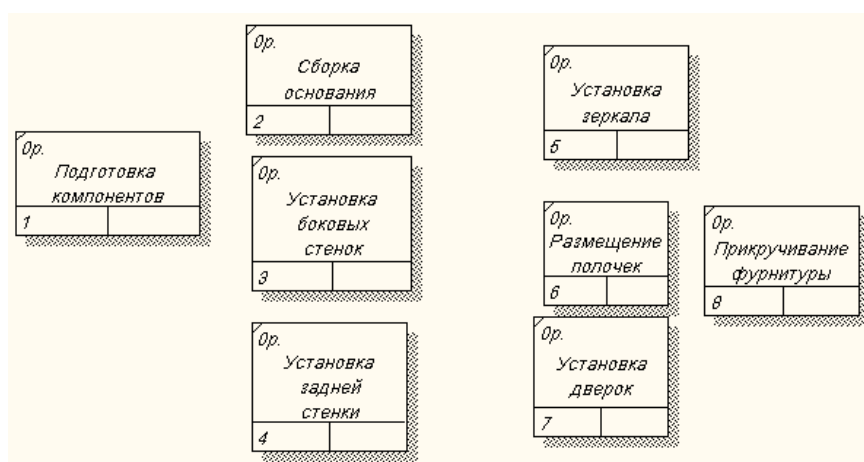 0р.
Подготовка
компонентов
1
0р.
Сборка
основания
2
0р.
Установка
боковых
стенок
3
0р.
Установка
задней
стенки
4
0р.
Установка
зеркала
5
0р.
Размещение
полочек
6
0р.
Установка
дверок
7
0р.
Прикручивание
фурнитуры
8